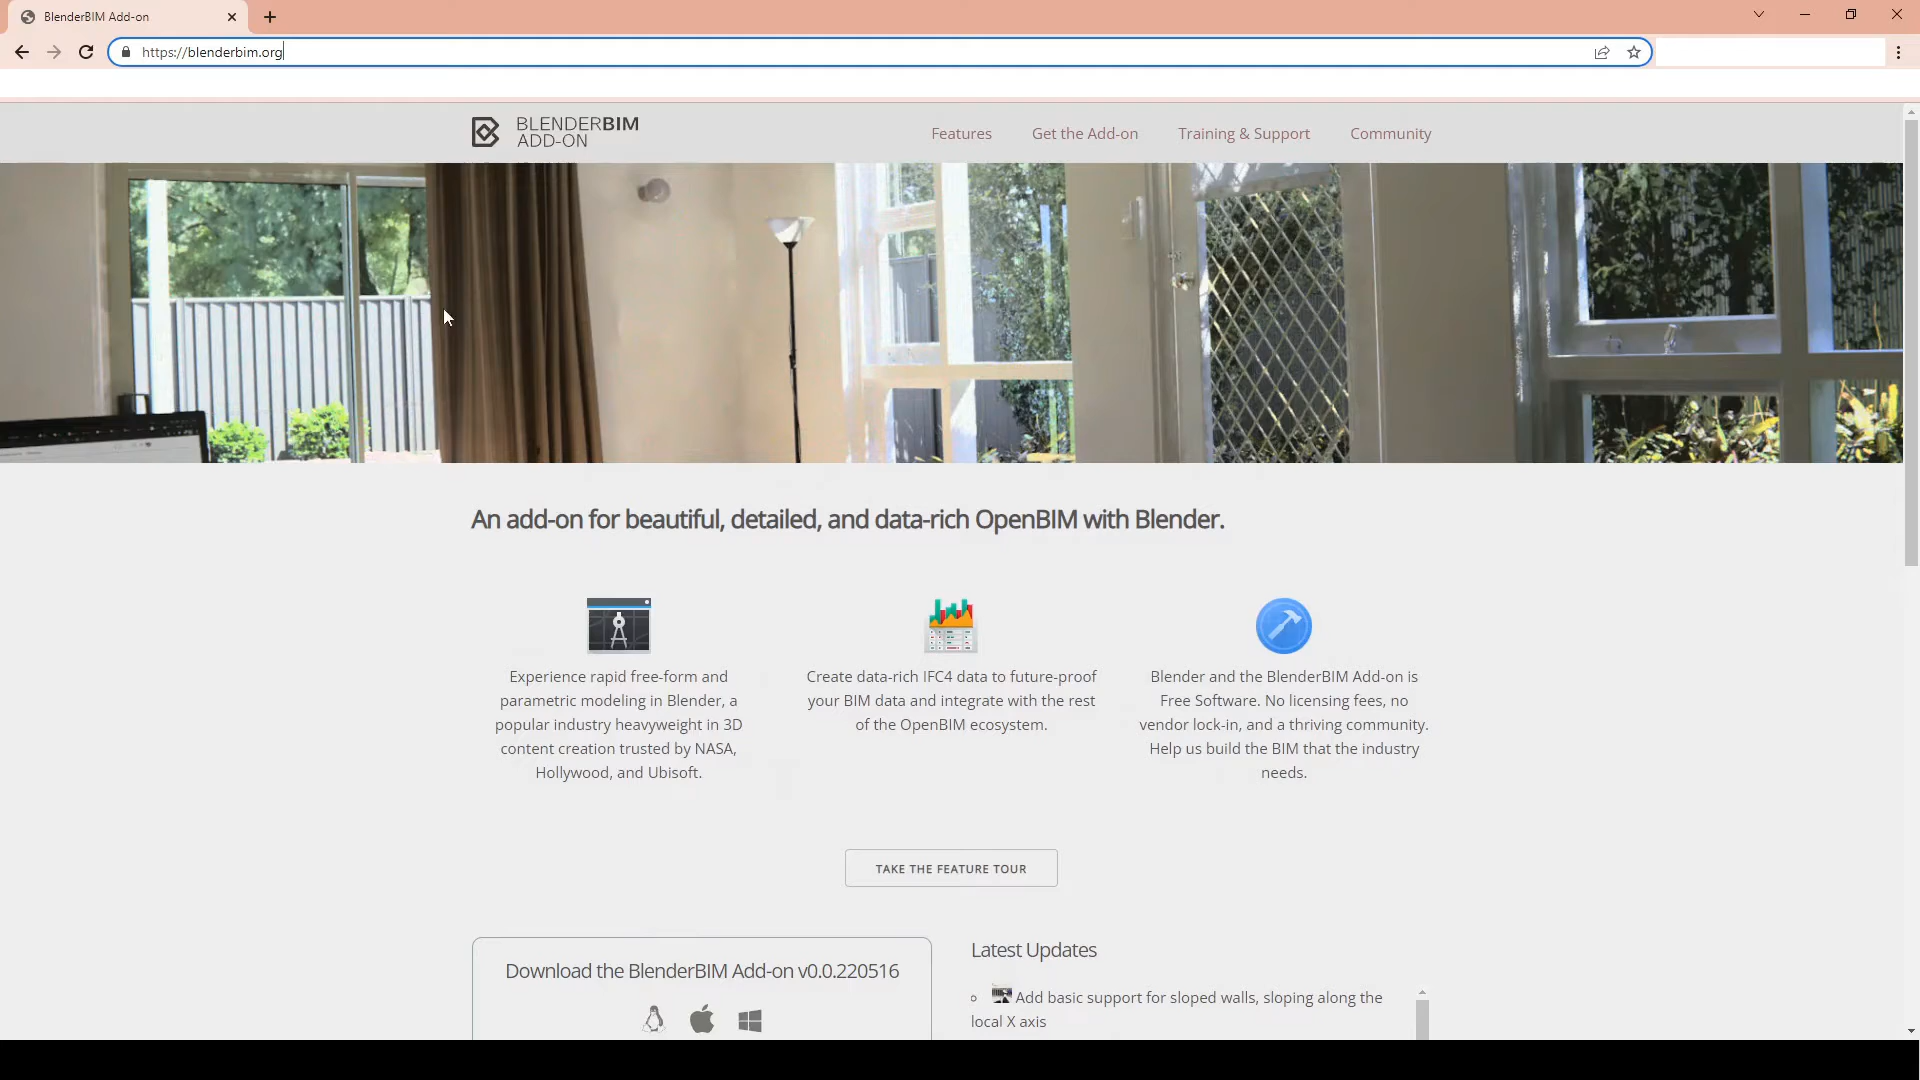 BlenderBIM Add-on
https://blenderbim.org
BLENDERBIM
ADD-ON
Features
Get the Add-on
Training & Support
Community
An add-on for beautiful, detailed, and data-rich OpenBIM with Blender.
Experience rapid free-form and
parametric modeling in Blender, a
popular industry heavyweight in 3D
content creation trusted by NASA,
Hollywood, and Ubisoft.
Create data-rich IFC4 data to future-proof
your BIM data and integrate with the rest
of the OpenBIM ecosystem.
Blender and the BlenderBIM Add-on is
Free Software. No licensing fees, no
vendor lock-in, and a thriving community.
Help us build the BIM that the industry
needs.
TAKE THE FEATURE TOUR
Download the BlenderBIM Add-on v0.0.220516
Latest Updates
Add basic support for sloped walls, sloping along the
local X axis